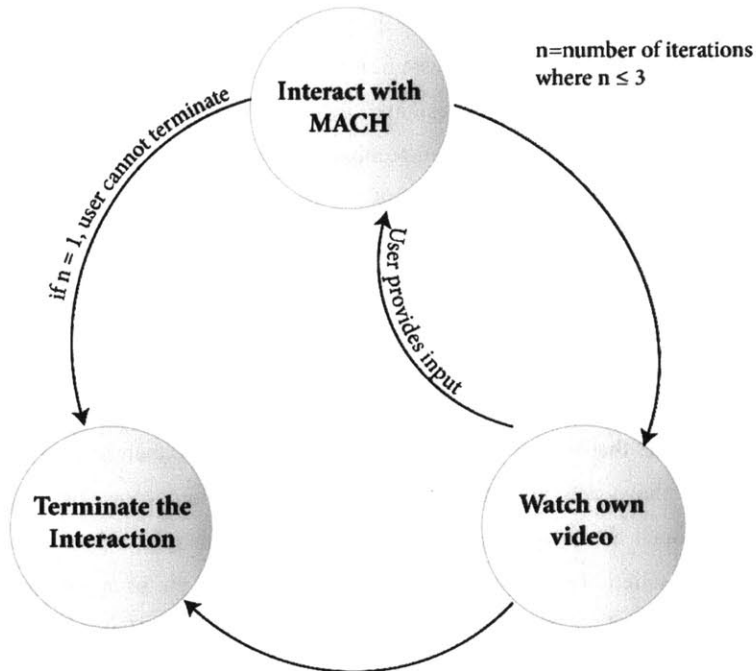 n=number of iterations
where n ≤ 3
Interact with
MACH
if n = 1, user cannot terminate
User provides input
Terminate the
Interaction
Watch own
video